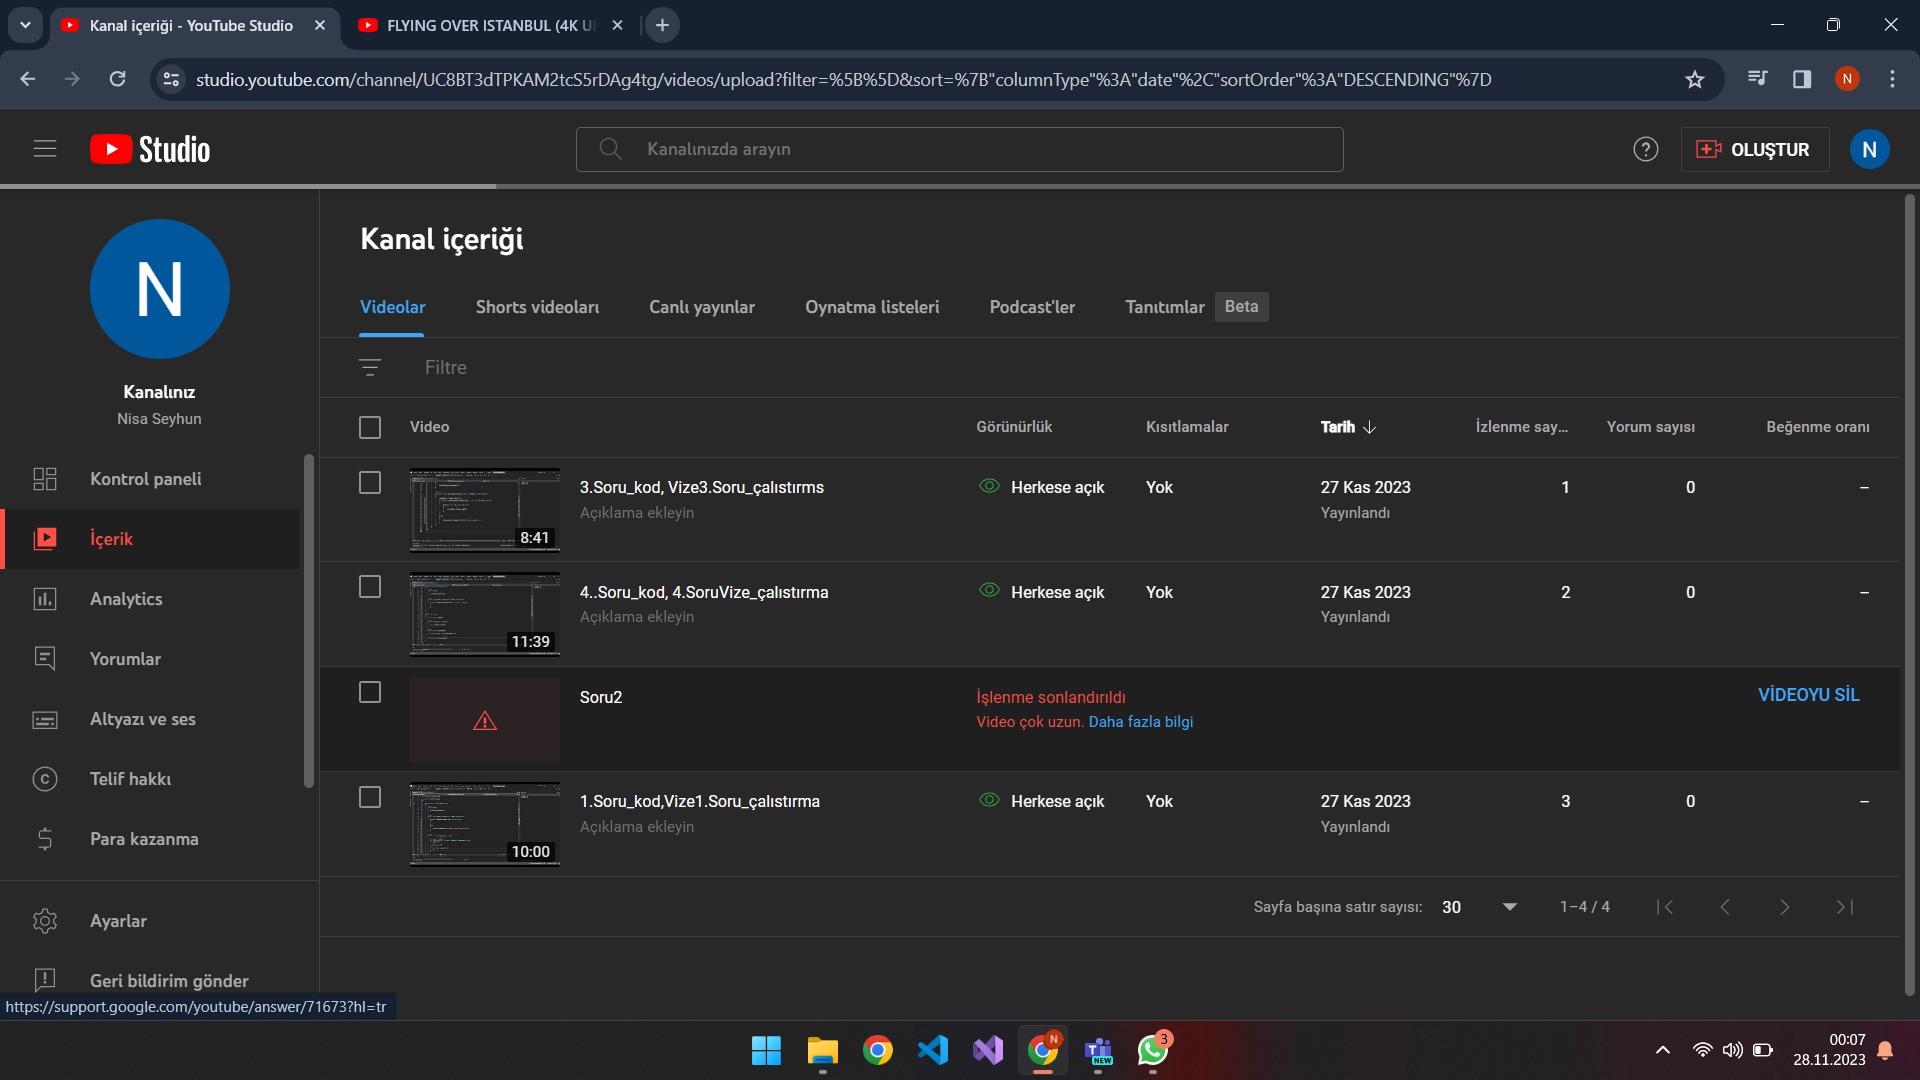 Kanal içeriği - YouTube Studio
FLYING OVER ISTANBUL (4K U
studio.youtube.com/channel/UC8BT3dTPKAM2tcS5rDAg4tg/videos/upload?filter=%5B%5D&sort=%7B"columnType"%3A"date"%2C"sortOrder"%3A"DESCENDING"%7D
N
Studio
Kanalınızda arayın
OLUŞTUR
N
N
Kanalınız
Nisa Seyhun
Kontrol paneli
İçerik
Analytics
Yorumlar
Altyazı ve ses
Telif hakkı
Para kazanma
Ayarlar
Geri bildirim gönder
https://support.google.com/youtube/answer/71673?hl=tr
Kanal içeriği
Videolar Shorts videoları Canlı yayınlar Oynatma listeleri Podcast'ler Tanıtımlar Beta
Filtre
Video Görünürlük Kısıtlamalar Tarih İzlenme say... Yorum sayısı Beğenme oranı
8:41
3.Soru_kod, Vize3.Soru_çalıstırms Herkese açık Yok 27 Kas 2023 1 0 –
Açıklama ekleyin Yayınlandı
11:39
4..Soru_kod, 4.SoruVize_çalıstırma Herkese açık Yok 27 Kas 2023 2 0 –
Açıklama ekleyin Yayınlandı
Soru2 İşlenme sonlandırıldı VİDEOYU SİL
Video çok uzun. Daha fazla bilgi
10:00
1.Soru_kod,Vize1.Soru_çalıstırma Herkese açık Yok 27 Kas 2023 3 0 –
Açıklama ekleyin Yayınlandı
Sayfa başına satır sayısı: 30 1–4 / 4
N
NEW
3
00:07
28.11.2023